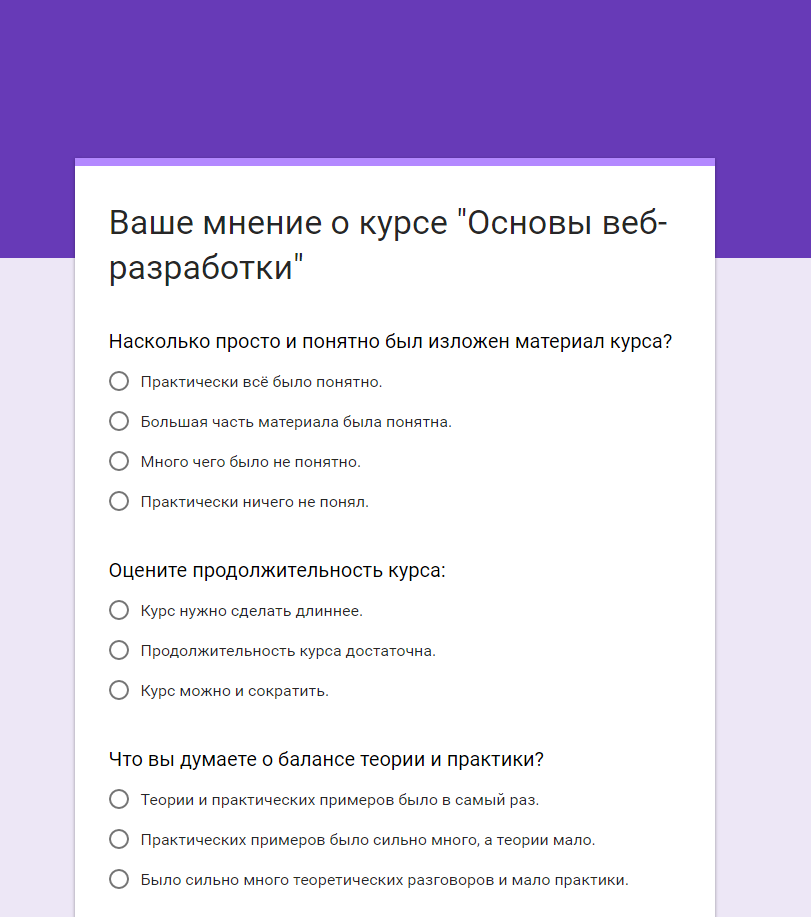 Ваше мнение о курсе "Основы веб-
разработки"
Насколько просто и понятно был изложен материал курса?
Практически всё было понятно.
Большая часть материала была понятна.
Много чего было не понятно.
Практически ничего не понял.
Оцените продолжительность курса:
Курс нужно сделать длиннее.
Продолжительность курса достаточна.
Курс можно и сократить.
Что вы думаете о балансе теории и практики?
Теории и практических примеров было в самый раз.
Практических примеров было сильно много, а теории мало.
Было сильно много теоретических разговоров и мало практики.